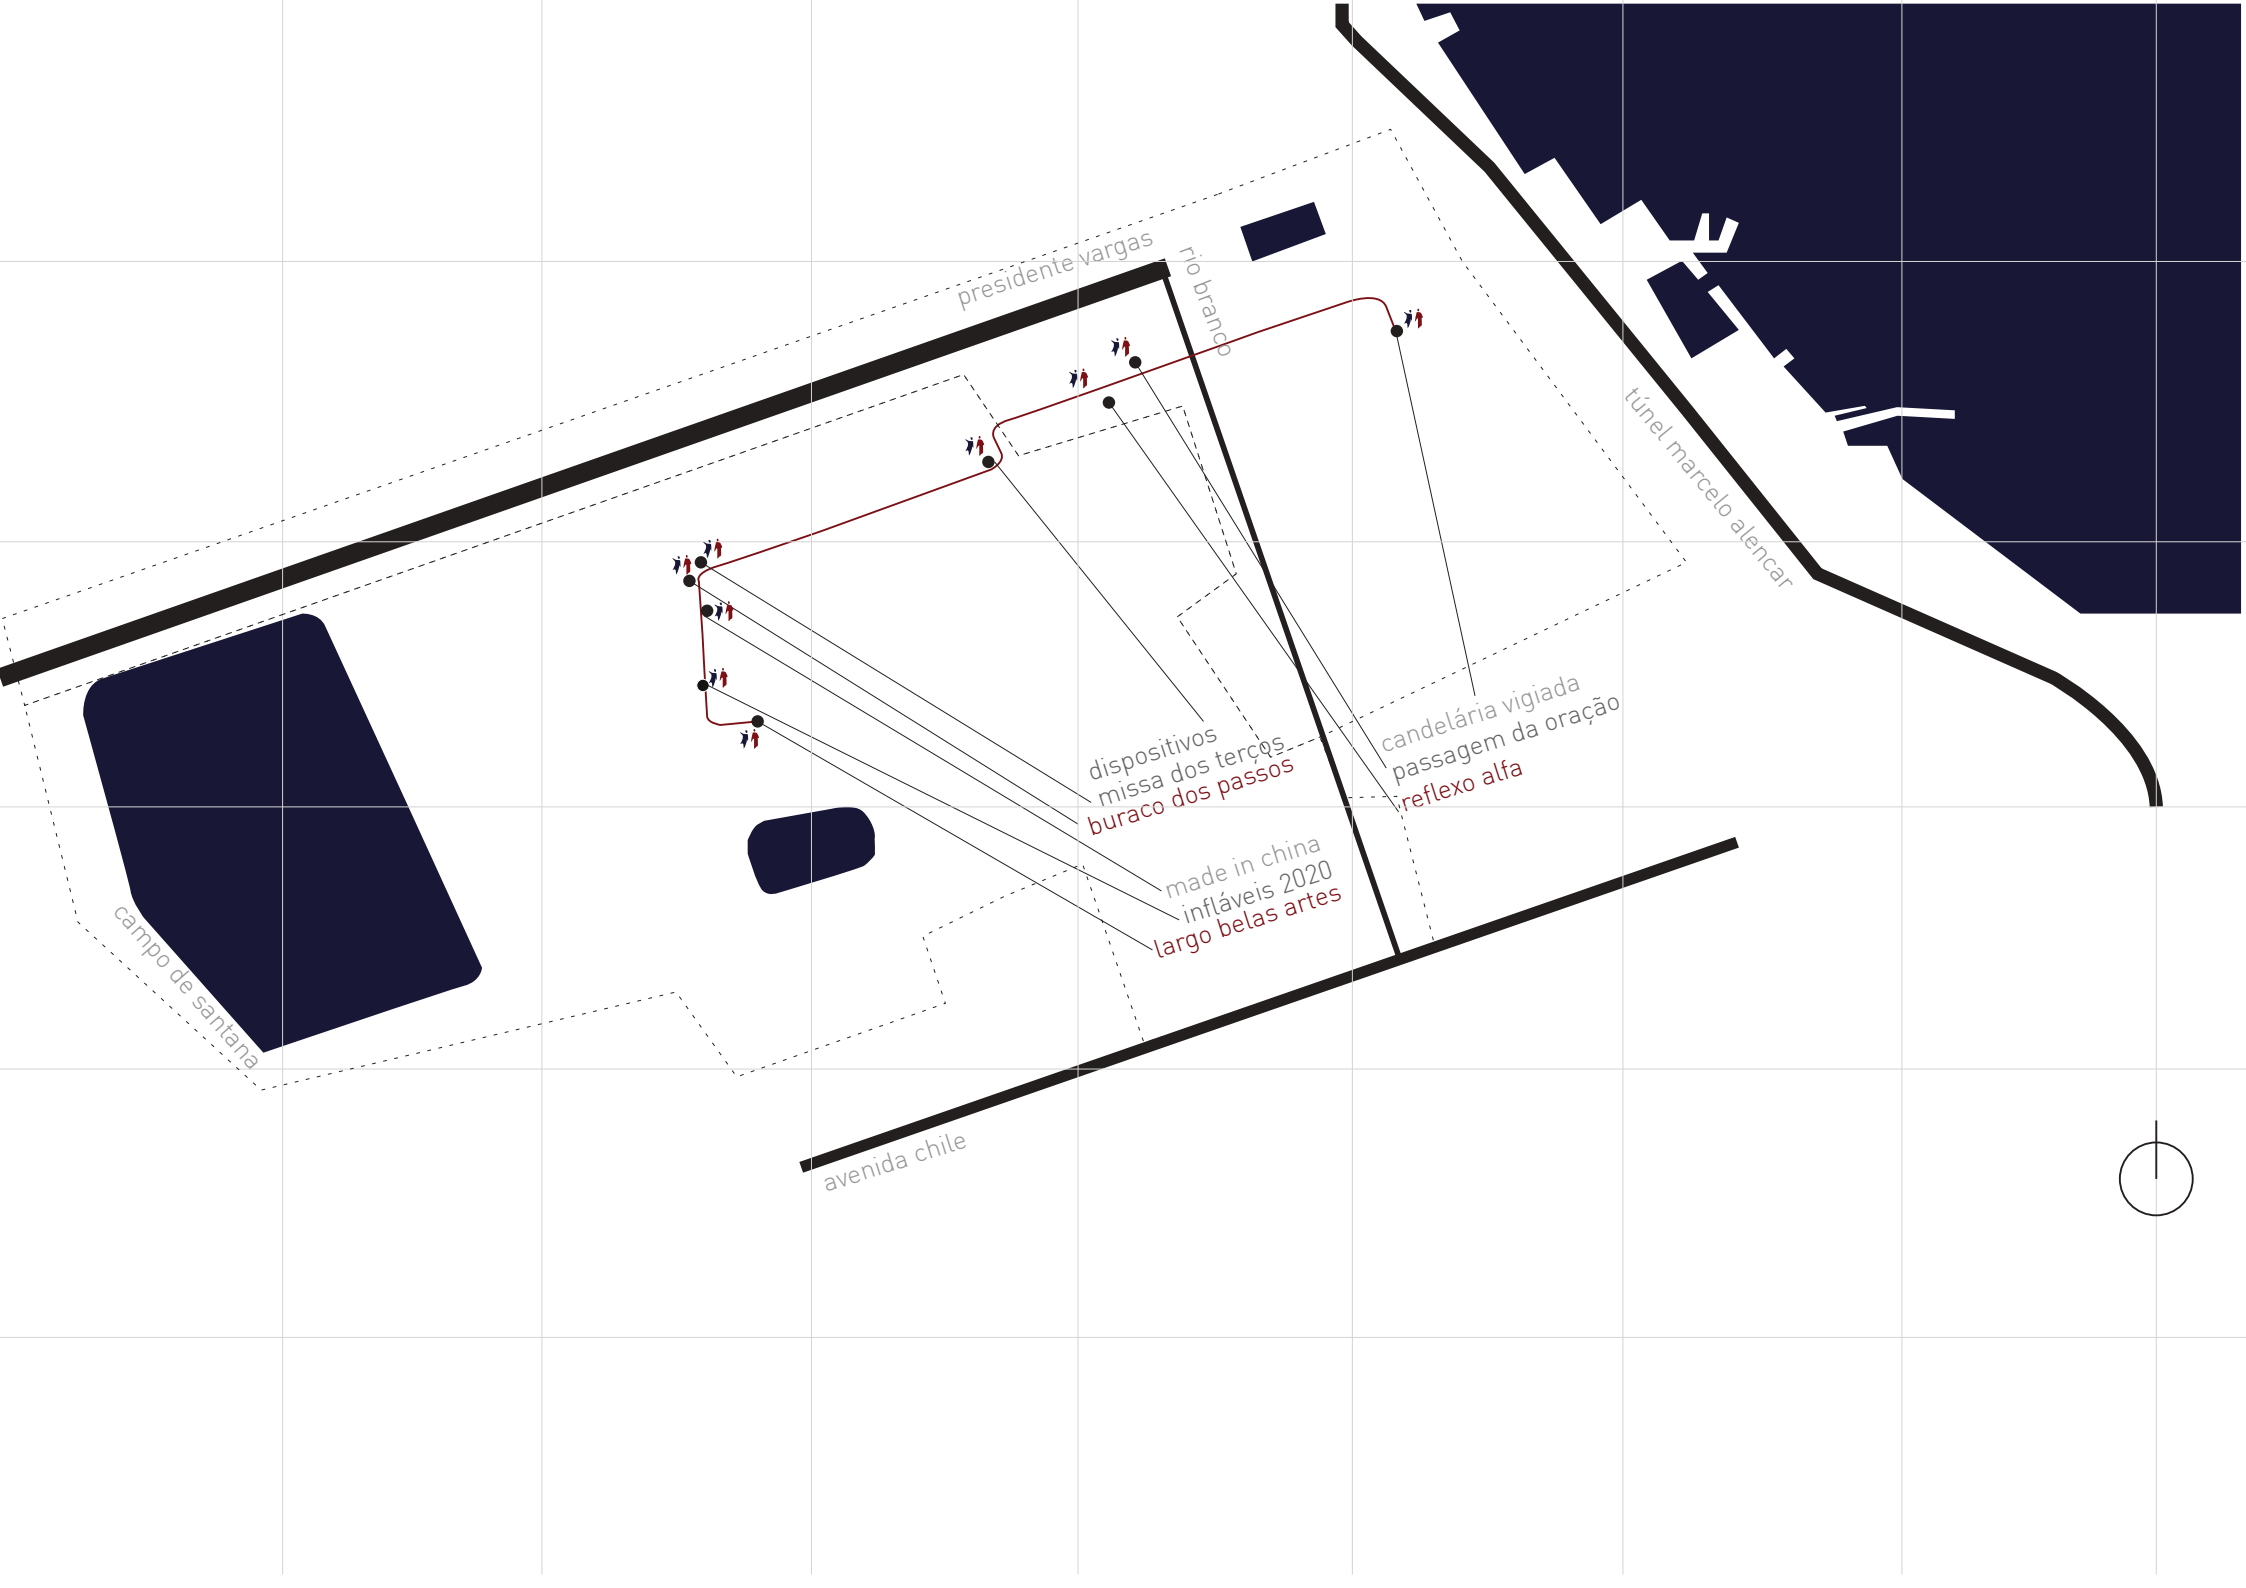 presidente vargas
rio branco
túnel marcelo alencar
candelária vigiada
passagem da oração
reflexo alfa
dispositivos
missa dos terços
buraco dos passos
made in china
infláveis 2020
largo belas artes
campo de santana
avenida chile